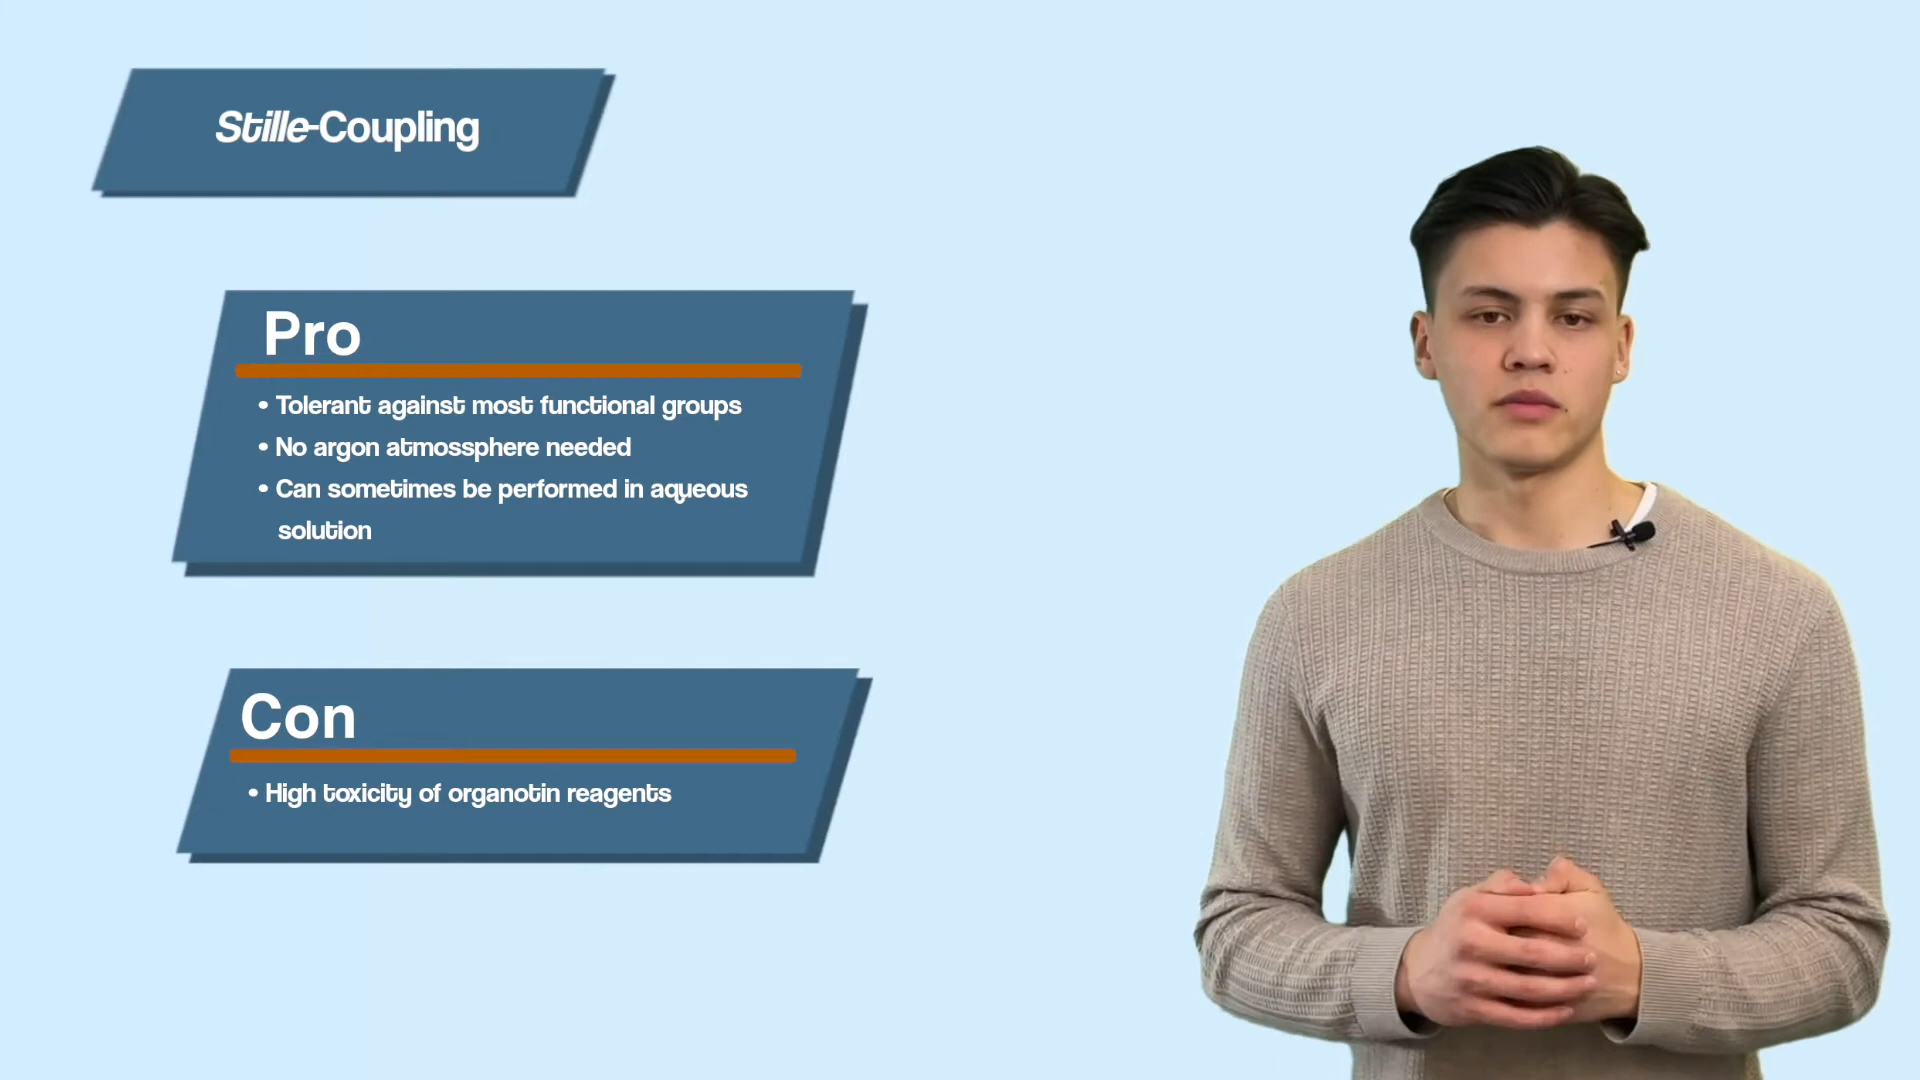 Stille-Coupling
Pro
• Tolerant against most functional groups
• No argon atmossphere needed
• Can sometimes be performed in aqueous
solution
Con
• High toxicity of organotin reagents